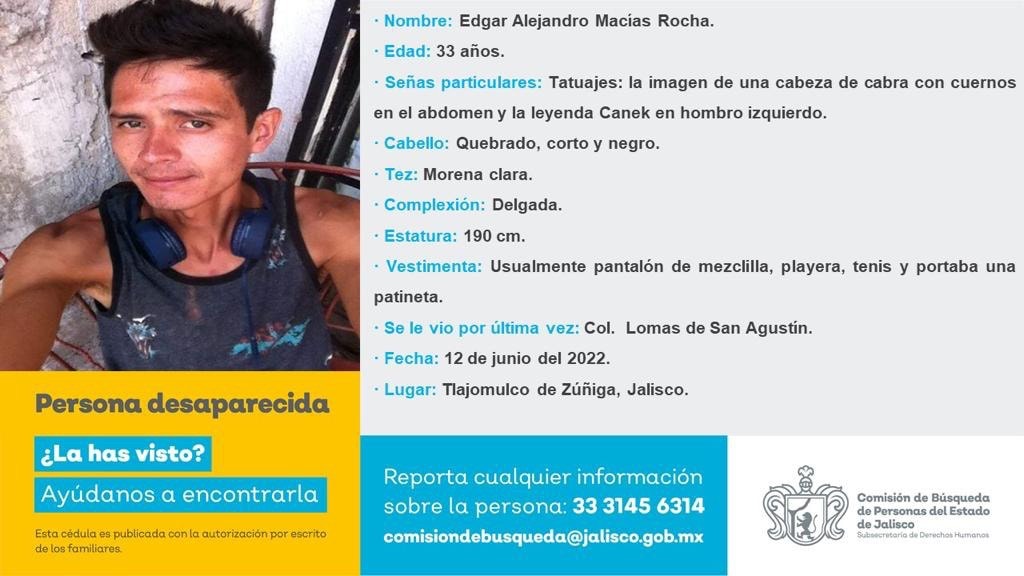 · Nombre: Edgar Alejandro Macías Rocha.
· Edad: 33 años.
· Señas particulares: Tatuajes: la imagen de una cabeza de cabra con cuernos
en el abdomen y la leyenda Canek en hombro izquierdo.
· Cabello: Quebrado, corto y negro.
· Tez: Morena clara.
· Complexión: Delgada.
· Estatura: 190 cm.
· Vestimenta: Usualmente pantalón de mezclilla, playera, tenis y portaba una
patineta.
· Se le vio por última vez: Col. Lomas de San Agustín.
· Fecha: 12 de junio del 2022.
· Lugar: Tlajomulco de Zúñiga, Jalisco.
Persona desaparecida
¿La has visto?
Ayúdanos a encontrarla
Esta cédula es publicada con la autorización por escrito
de los familiares.
Reporta cualquier información
sobre la persona: 33 3145 6314
comisiondebusqueda@jalisco.gob.mx
Comisión de Búsqueda
de Personas del Estado
de Jalisco
Subsecretaría de Derechos Humanos